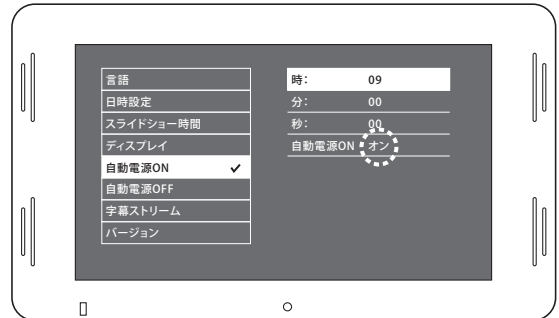 言語
日時設定
スライドショー時間
ディスプレイ
自動電源ON ✓
自動電源OFF
字幕ストリーム
バージョン
時： 09
分： 00
秒： 00
自動電源ON オン